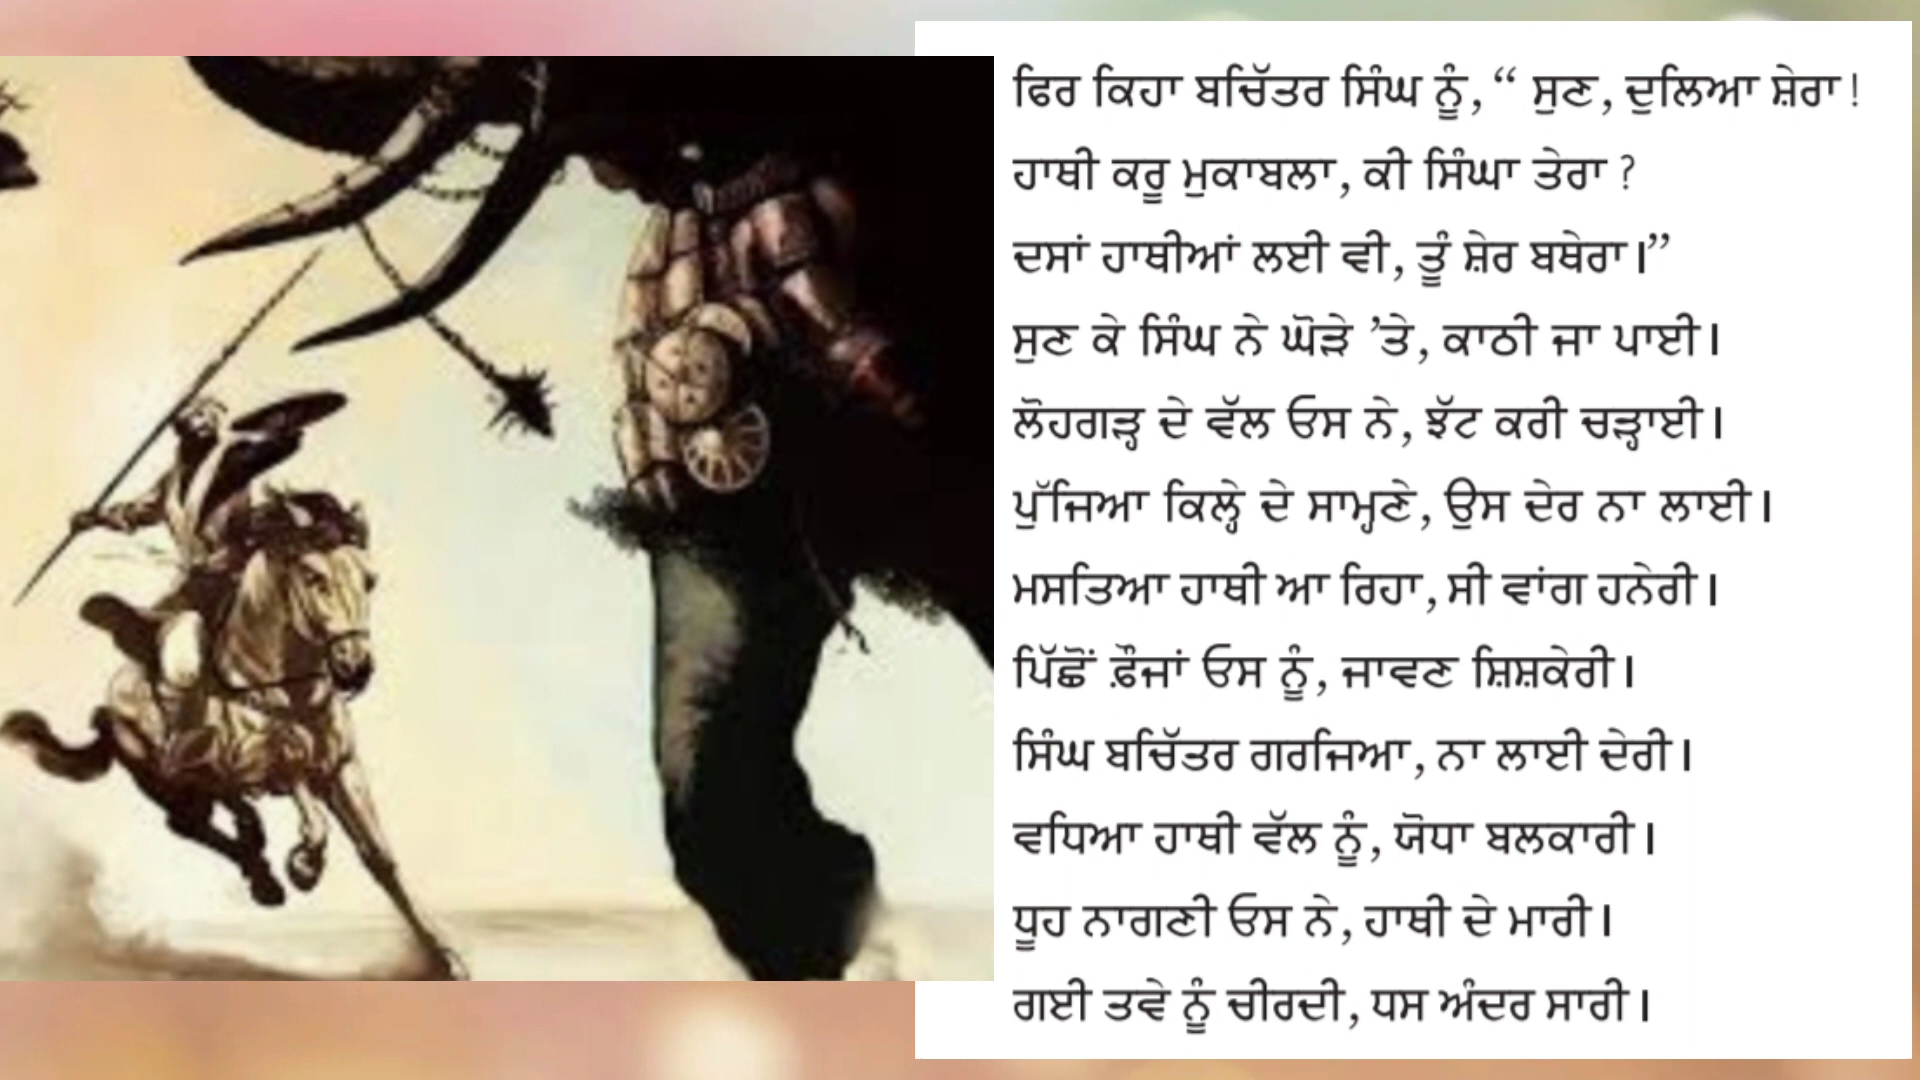 ਫਿਰ ਕਿਹਾ ਬਚਿੱਤਰ ਸਿੰਘ ਨੂੰ, “ ਸੁਣ, ਦੁਲਿਆ ਸ਼ੇਰਾ!
ਹਾਥੀ ਕਰੂ ਮੁਕਾਬਲਾ, ਕੀ ਸਿੰਘਾ ਤੇਰਾ ?
ਦਸਾਂ ਹਾਥੀਆਂ ਲਈ ਵੀ, ਤੂੰ ਸ਼ੇਰ ਬਥੇਰਾ।”
ਸੁਣ ਕੇ ਸਿੰਘ ਨੇ ਘੋੜੇ ’ਤੇ, ਕਾਠੀ ਜਾ ਪਾਈ।
ਲੋਹਗੜ੍ਹ ਦੇ ਵੱਲ ਓਸ ਨੇ, ਝੱਟ ਕਰੀ ਚੜ੍ਹਾਈ।
ਪੁੱਜਿਆ ਕਿਲ੍ਹੇ ਦੇ ਸਾਮ੍ਹਣੇ, ਉਸ ਦੇਰ ਨਾ ਲਾਈ।
ਮਸਤਿਆ ਹਾਥੀ ਆ ਰਿਹਾ, ਸੀ ਵਾਂਗ ਹਨੇਰੀ।
ਪਿੱਛੋਂ ਫ਼ੌਜਾਂ ਓਸ ਨੂੰ, ਜਾਵਣ ਸ਼ਿਸ਼ਕੇਰੀ।
ਸਿੰਘ ਬਚਿੱਤਰ ਗਰਜਿਆ, ਨਾ ਲਾਈ ਦੇਰੀ।
ਵਧਿਆ ਹਾਥੀ ਵੱਲ ਨੂੰ, ਯੋਧਾ ਬਲਕਾਰੀ।
ਧੂਹ ਨਾਗਣੀ ਓਸ ਨੇ, ਹਾਥੀ ਦੇ ਮਾਰੀ।
ਗਈ ਤਵੇ ਨੂੰ ਚੀਰਦੀ, ਧਸ ਅੰਦਰ ਸਾਰੀ।